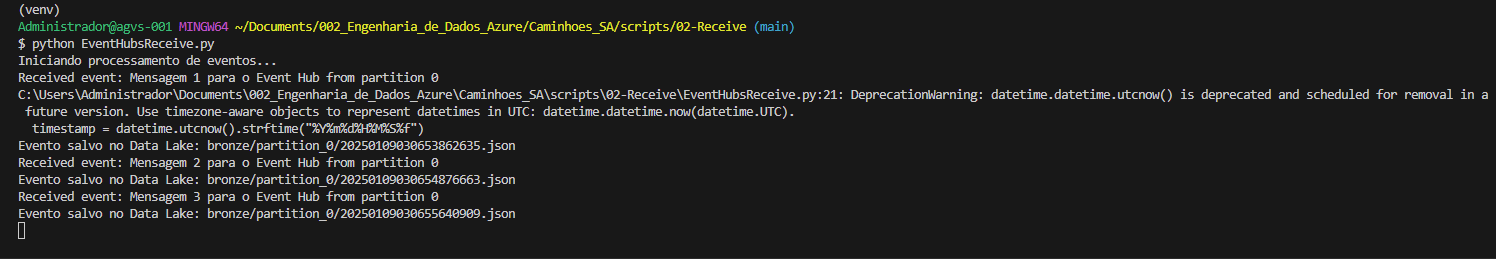 (venv)
Administrador@agvs-001 MINGW64 ~/Documents/002_Engenharia_de_Dados_Azure/Caminhoes_SA/scripts/02-Receive (main)
$ python EventHubsReceive.py
Iniciando processamento de eventos...
Received event: Mensagem 1 para o Event Hub from partition 0
C:\Users\Administrador\Documents\002_Engenharia_de_Dados_Azure\Caminhoes_SA\scripts\02-Receive\EventHubsReceive.py:21: DeprecationWarning: datetime.datetime.utcnow() is deprecated and scheduled for removal in a
future version. Use timezone-aware objects to represent datetimes in UTC: datetime.datetime.now(datetime.UTC).
timestamp = datetime.utcnow().strftime("%Y%m%d%H%M%S%f")
Evento salvo no Data Lake: bronze/partition_0/20250109030653862635.json
Received event: Mensagem 2 para o Event Hub from partition 0
Evento salvo no Data Lake: bronze/partition_0/20250109030654876663.json
Received event: Mensagem 3 para o Event Hub from partition 0
Evento salvo no Data Lake: bronze/partition_0/20250109030655640909.json